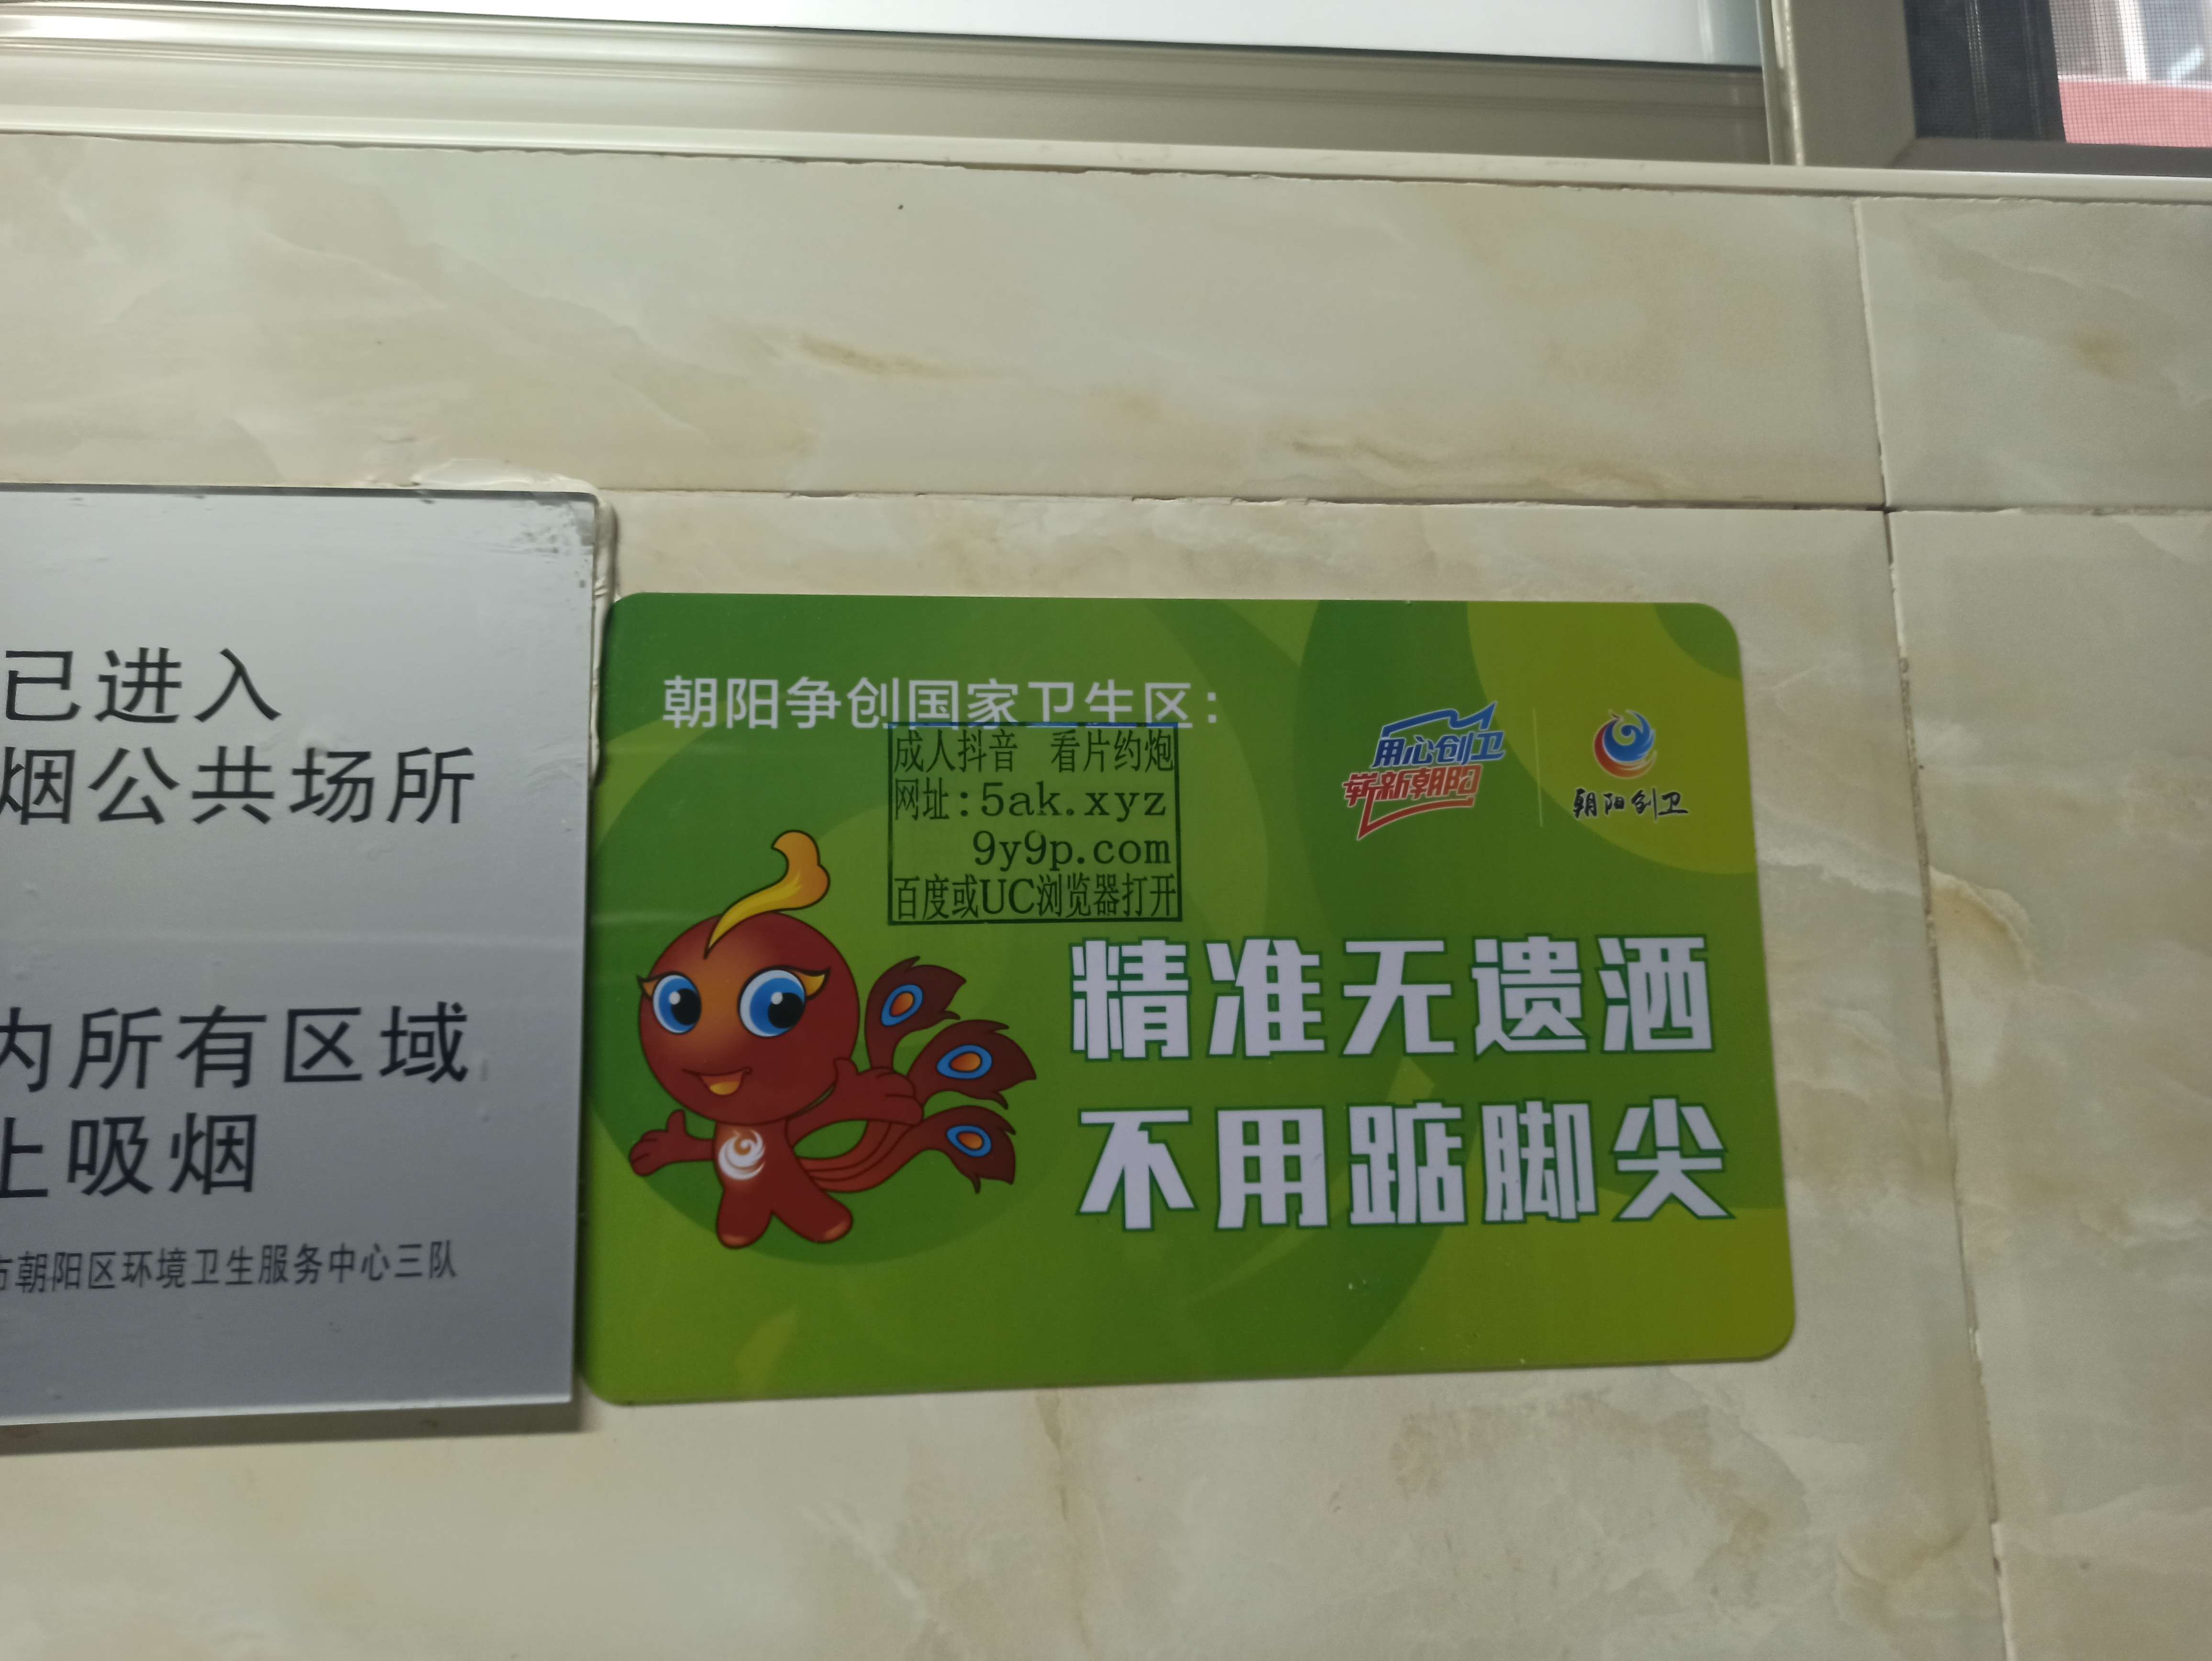 已进入
烟公共场所
内所有区域
止吸烟
市朝阳区环境卫生服务中心三队
朝阳争创国家卫生区：
成人抖音 看片约炮
网址:5ak.xyz
9y9p.com
百度或UC浏览器打开
用心创卫
崭新朝阳
朝阳创卫
精准无遗洒
不用踮脚尖